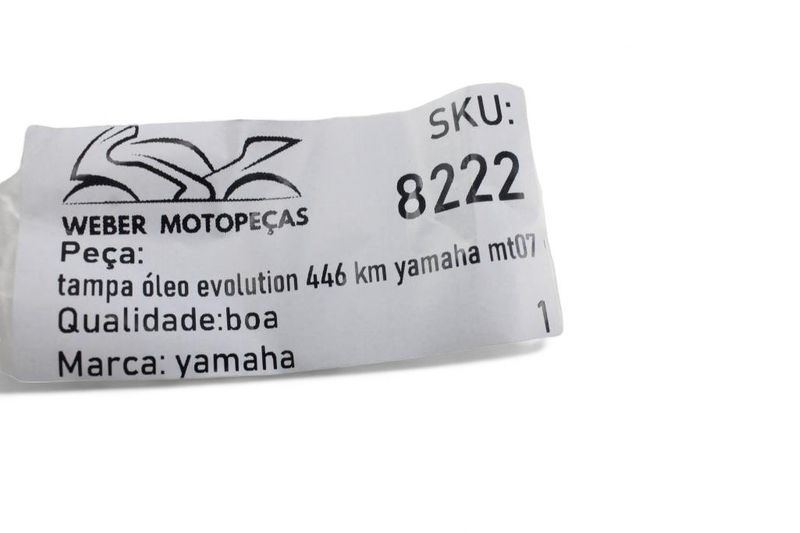 SKU:
8222
WEBER MOTOPEÇAS
Peça:
tampa óleo evolution 446 km yamaha mt07
Qualidade:boa
1
Marca: yamaha